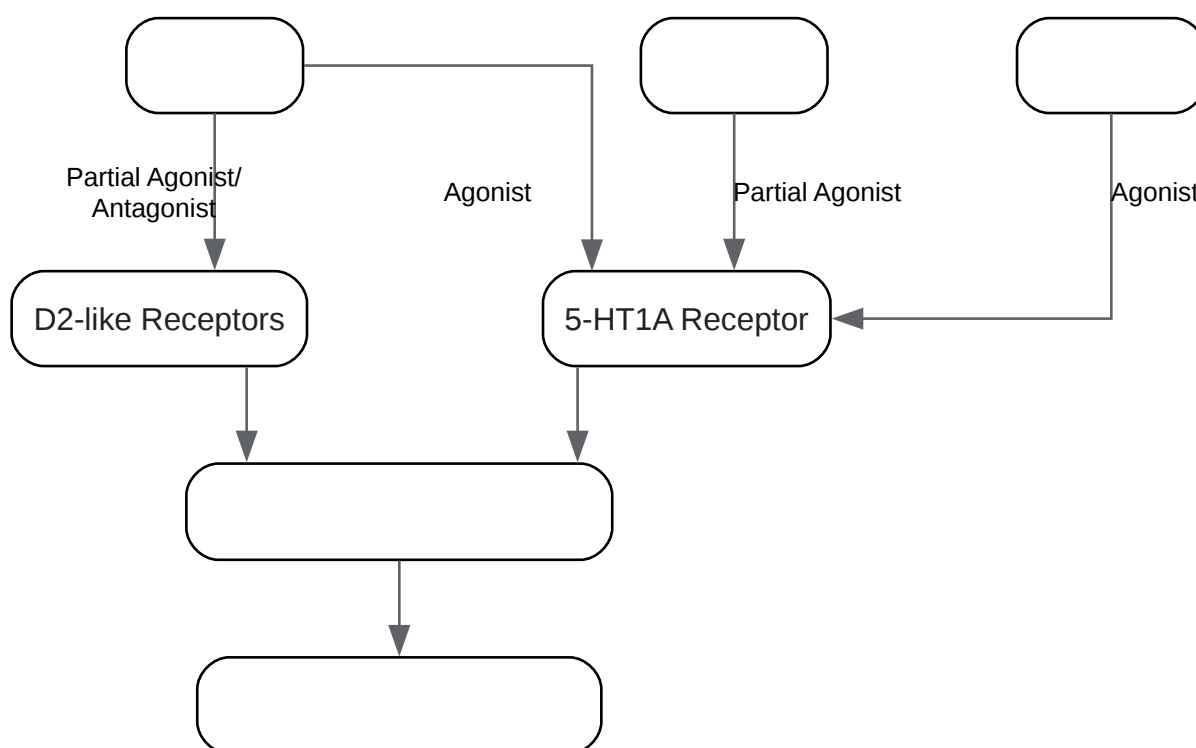 Partial Agonist/
Antagonist
Agonist
Partial Agonist
Agonist
D2-like Receptors
5-HT1A Receptor